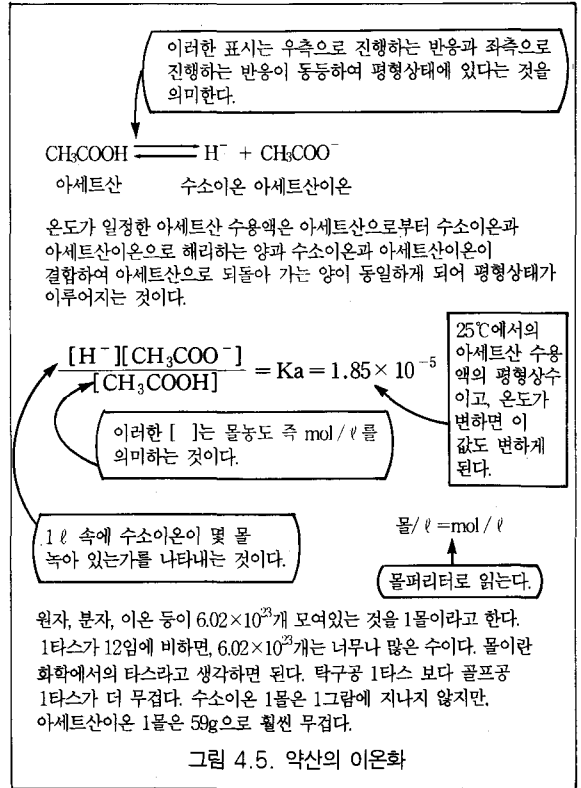 이러한 표시는 우측으로 진행하는 반응과 좌측으로
진행하는 반응이 동등하여 평형상태에 있다는 것을
의미한다.
CH₃COOH ⇌ H⁻ + CH₃COO⁻
아세트산 수소이온 아세트산이온
온도가 일정한 아세트산 수용액은 아세트산으로부터 수소이온과
아세트산이온으로 해리하는 양과 수소이온과 아세트산이온이
결합하여 아세트산으로 되돌아 가는 양이 동일하게 되어 평형상태가
이루어지는 것이다.
[H⁻][CH₃COO⁻]
[CH₃COOH]
= Ka = 1.85 × 10⁻⁵
25℃에서의
아세트산 수용
액의 평형상수
이고, 온도가
변하면 이
값도 변하게
된다.
이러한 [ ]는 몰농도 즉 mol / ℓ를
의미하는 것이다.
1 ℓ 속에 수소이온이 몇 몰
녹아 있는가를 나타내는 것이다.
몰/ ℓ =mol / ℓ
몰퍼리터로 읽는다.
원자, 분자, 이온 등이 6.02×10²³개 모여있는 것을 1몰이라고 한다.
1타스가 12임에 비하면, 6.02×10²³개는 너무나 많은 수이다. 몰이란
화학에서의 타스라고 생각하면 된다. 탁구공 1타스 보다 골프공
1타스가 더 무겁다. 수소이온 1몰은 1그람에 지나지 않지만,
아세트산이온 1몰은 59g으로 훨씬 무겁다.
그림 4.5. 약산의 이온화